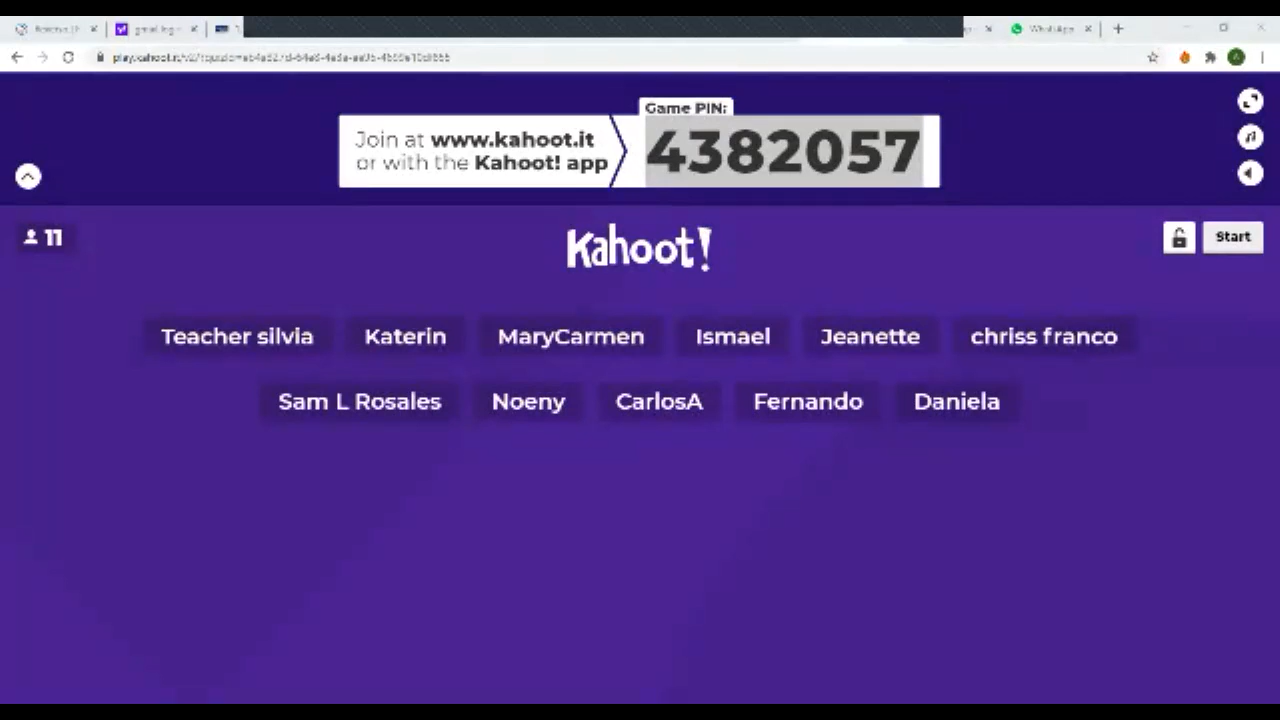 WhatsApp
Game PIN:
Join at www.kahoot.it
or with the Kahoot! app
4382057
11
Kahoot!
Start
Teacher silvia Katerin MaryCarmen Ismael Jeanette chriss franco
Sam L Rosales Noeny CarlosA Fernando Daniela